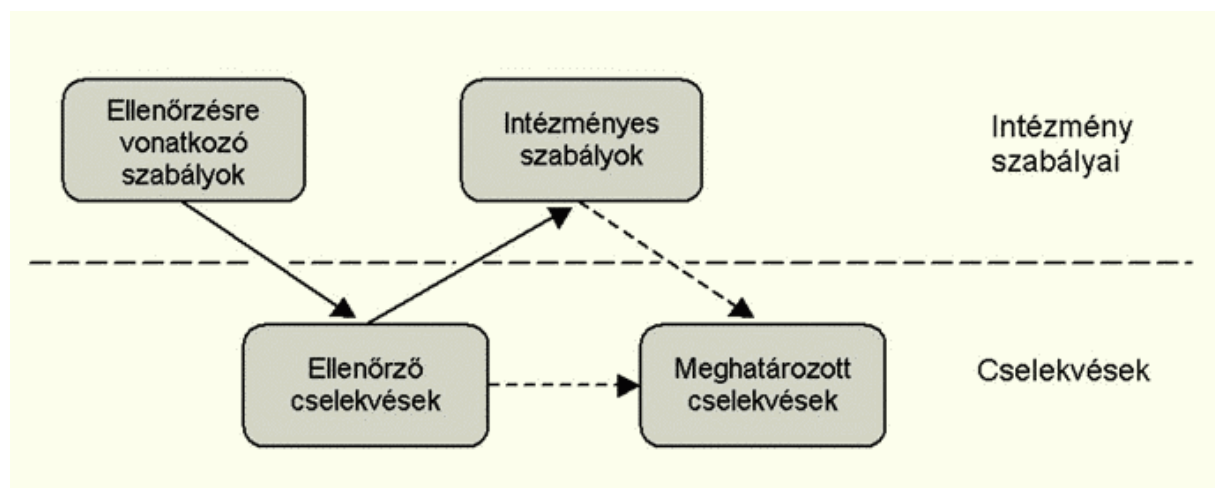 Ellenőrzésre
vonatkozó
szabályok
Intézményes
szabályok
Intézmény
szabályai
Ellenőrző
cselekvések
Meghatározott
cselekvések
Cselekvések